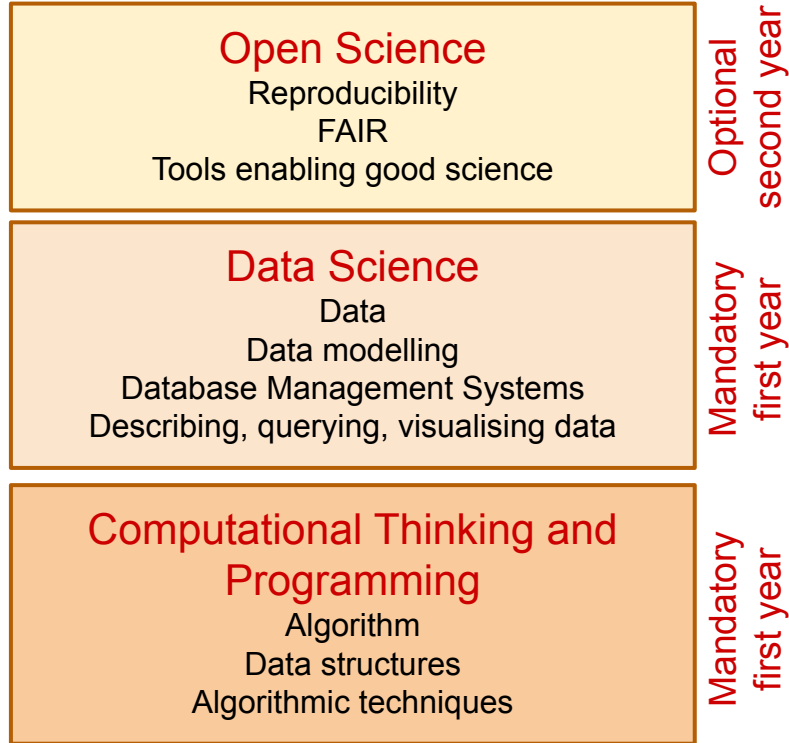 Open Science
Reproducibility
FAIR
Tools enabling good science
Optional
second year
Data Science
Data
Data modelling
Database Management Systems
Describing, querying, visualising data
Mandatory
first year
Computational Thinking and
Programming
Algorithm
Data structures
Algorithmic techniques
Mandatory
first year